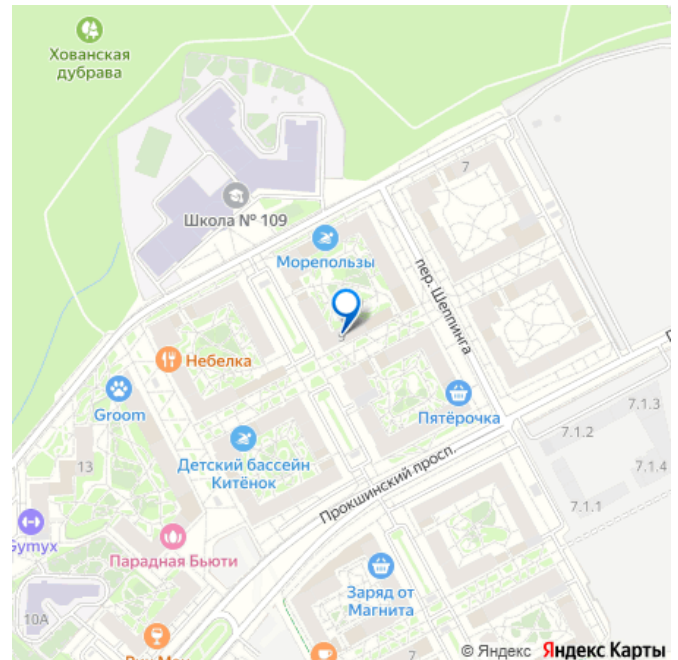 Хованская
дубрава
7
Школа № 109
Морепользы
пер. Шеппинга
9
Небелка
Groom
Пятёрочка
7.1.3
7.1.2
7.1.4
Детский бассейн
Китёнок
13
Прокшинский просп.
7.1.1
Gymyx
Парадная Бьюти
Заряд от
Магнита
10А
7
© Яндекс Яндекс Карты